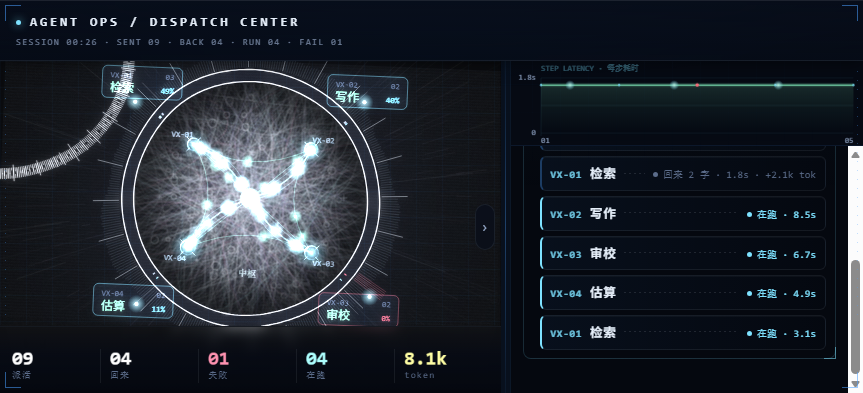 AGENT OPS / DISPATCH CENTER
SESSION 00:26 · SENT 09 · BACK 04 · RUN 04 · FAIL 01
03
检索
49%
VX-02
02
写作
40%
VX-01
VX-02
VX-04
VX-03
中枢
VX-04
估算
11%
VX-03
02
审校
0%
›
09
派活
04
回来
01
失败
04
在跑
8.1k
token
STEP LATENCY · 每步耗时
1.8s
0
01
05
VX-01 检索 回来 2 字 · 1.8s · +2.1k tok
VX-02 写作 在跑 · 8.5s
VX-03 审校 在跑 · 6.7s
VX-04 估算 在跑 · 4.9s
VX-01 检索 在跑 · 3.1s